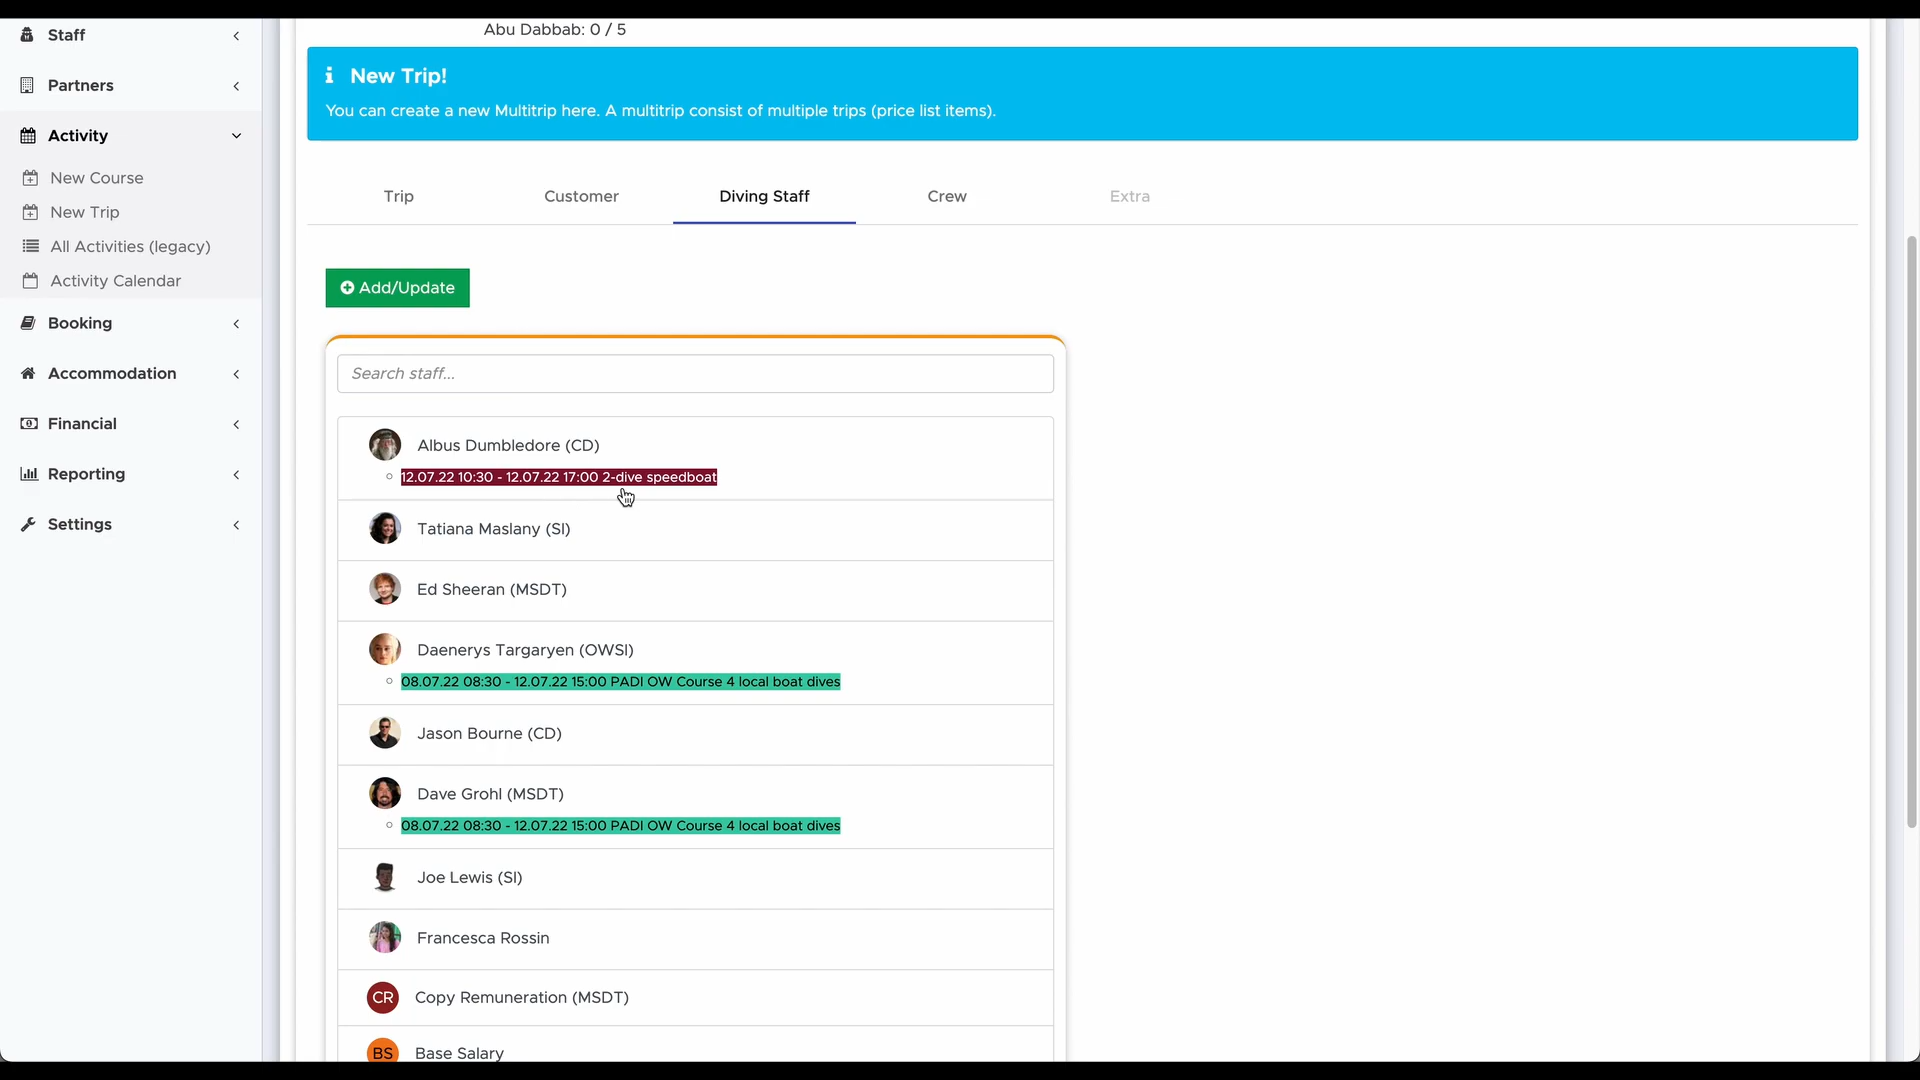 Staff
Partners
Activity
New Course
New Trip
All Activities (legacy)
Activity Calendar
Booking
Accommodation
Financial
Reporting
Settings
Abu Dabbab: 0 / 5
New Trip!
You can create a new Multitrip here. A multitrip consist of multiple trips (price list items).
Trip Customer Diving Staff Crew Extra
Add/Update
Search staff...
Albus Dumbledore (CD)
12.07.22 10:30 - 12.07.22 17:00 2-dive speedboat
Tatiana Maslany (SI)
Ed Sheeran (MSDT)
Daenerys Targaryen (OWSI)
08.07.22 08:30 - 12.07.22 15:00 PADI OW Course 4 local boat dives
Jason Bourne (CD)
Dave Grohl (MSDT)
08.07.22 08:30 - 12.07.22 15:00 PADI OW Course 4 local boat dives
Joe Lewis (SI)
Francesca Rossin
CR Copy Remuneration (MSDT)
BS Base Salary